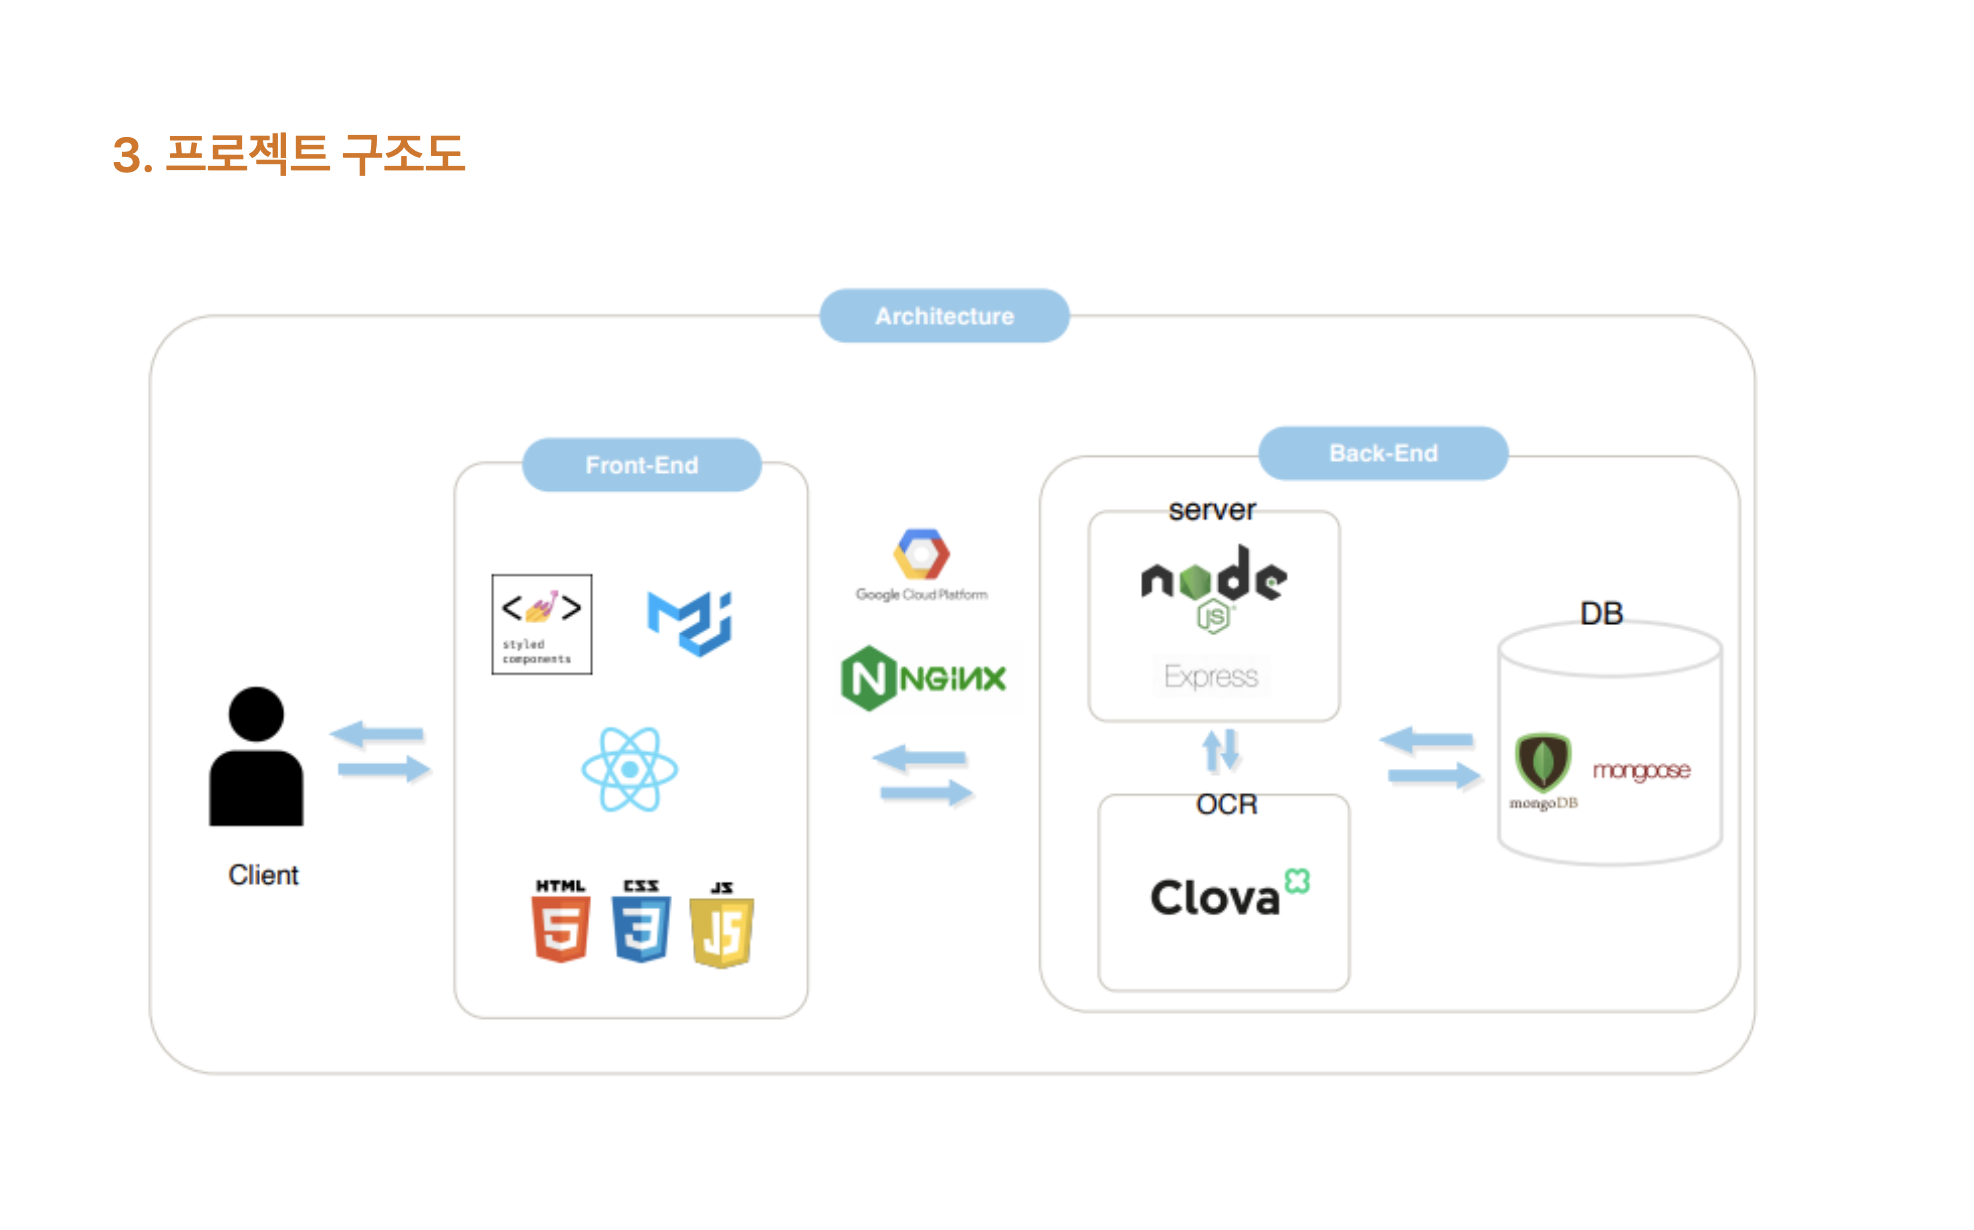 3. 프로젝트 구조도
Architecture
Front-End
Back-End
styled
components
Google Cloud Platform
NGiNX
server
node
JS
Express
DB
mongoDB
mongoose
OCR
Clova
Client
HTML
5
CSS
3
JS
JS